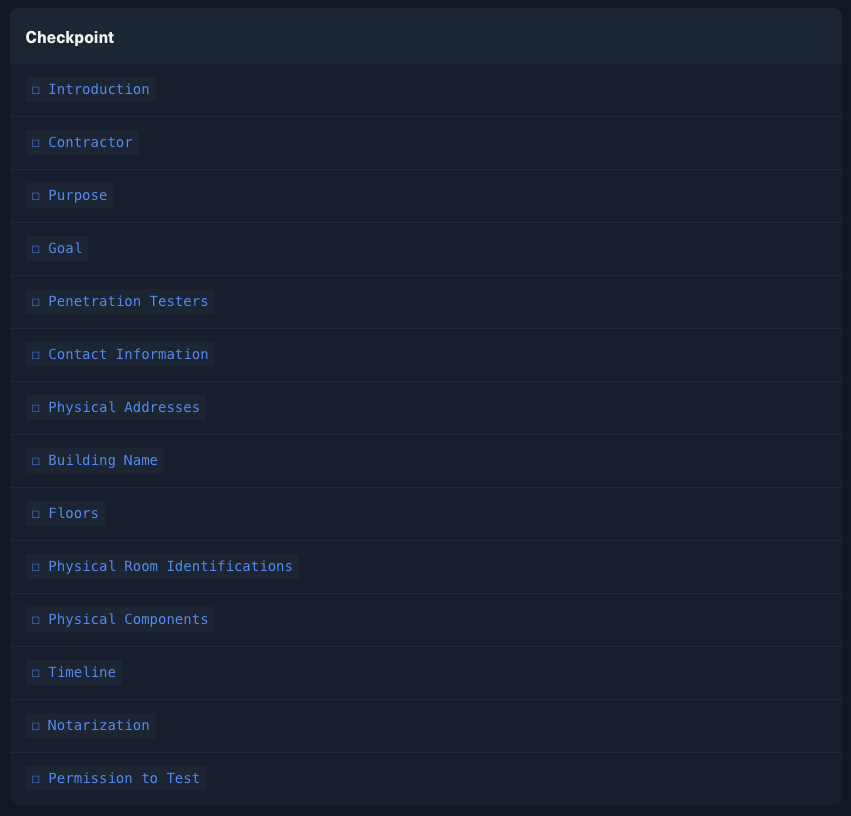 Checkpoint
☐ Introduction
☐ Contractor
☐ Purpose
☐ Goal
☐ Penetration Testers
☐ Contact Information
☐ Physical Addresses
☐ Building Name
☐ Floors
☐ Physical Room Identifications
☐ Physical Components
☐ Timeline
☐ Notarization
☐ Permission to Test